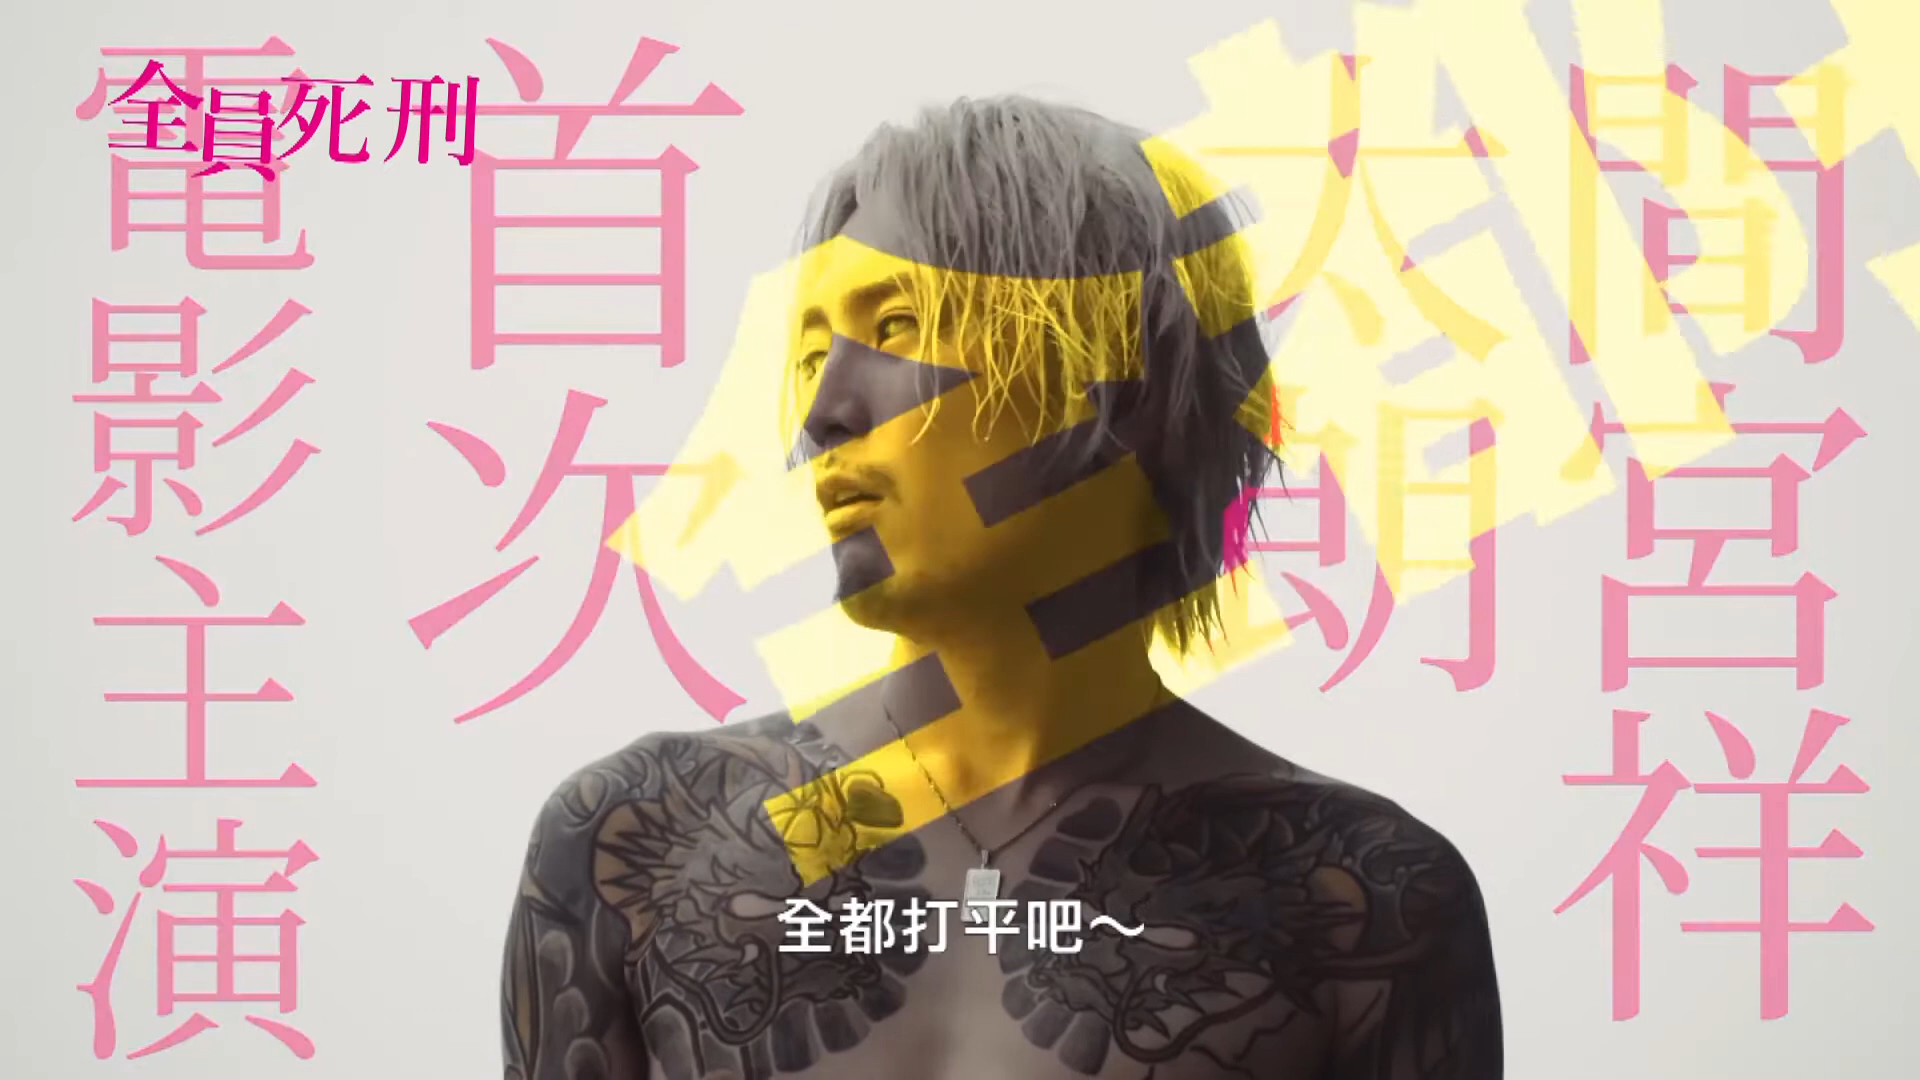 全員死刑
間宮祥
太朗
首次
電影主演
全都打平吧～